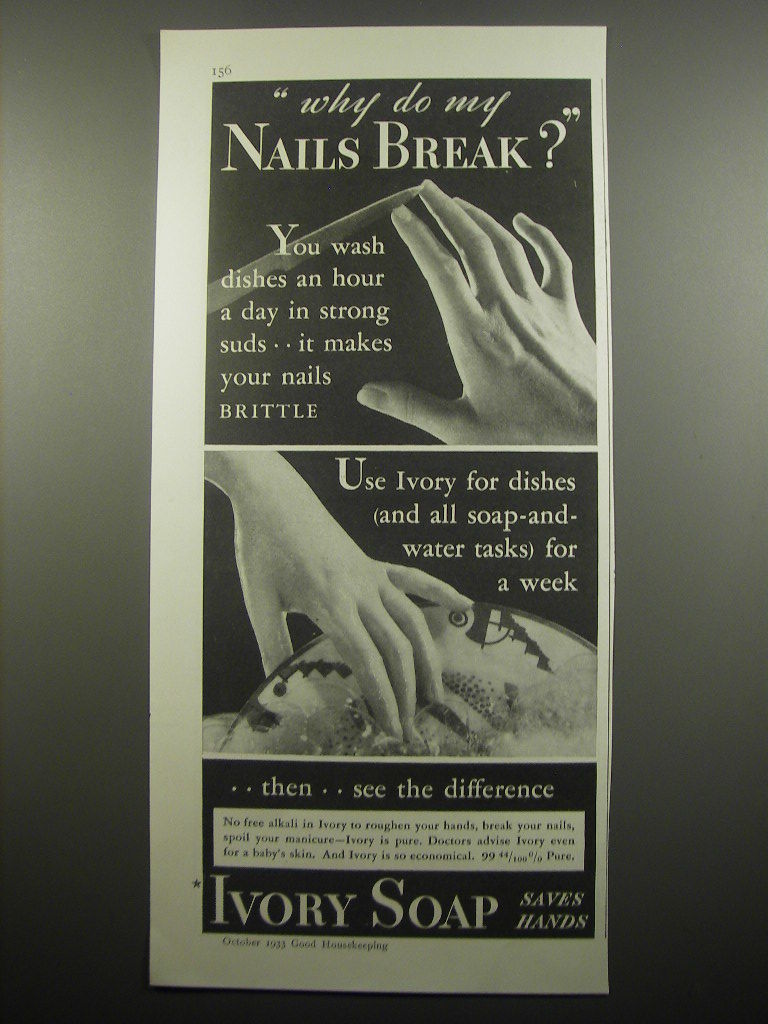 156
“why do my
NAILS BREAK?”
You wash
dishes an hour
a day in strong
suds · · it makes
your nails
BRITTLE
Use Ivory for dishes
(and all soap-and-
water tasks) for
a week
· · then · · see the difference
No free alkali in Ivory to roughen your hands, break your nails,
spoil your manicure—Ivory is pure. Doctors advise Ivory even
for a baby's skin. And Ivory is so economical. 99 44/100 % Pure.
* IVORY SOAP SAVES
HANDS
October 1933 Good Housekeeping